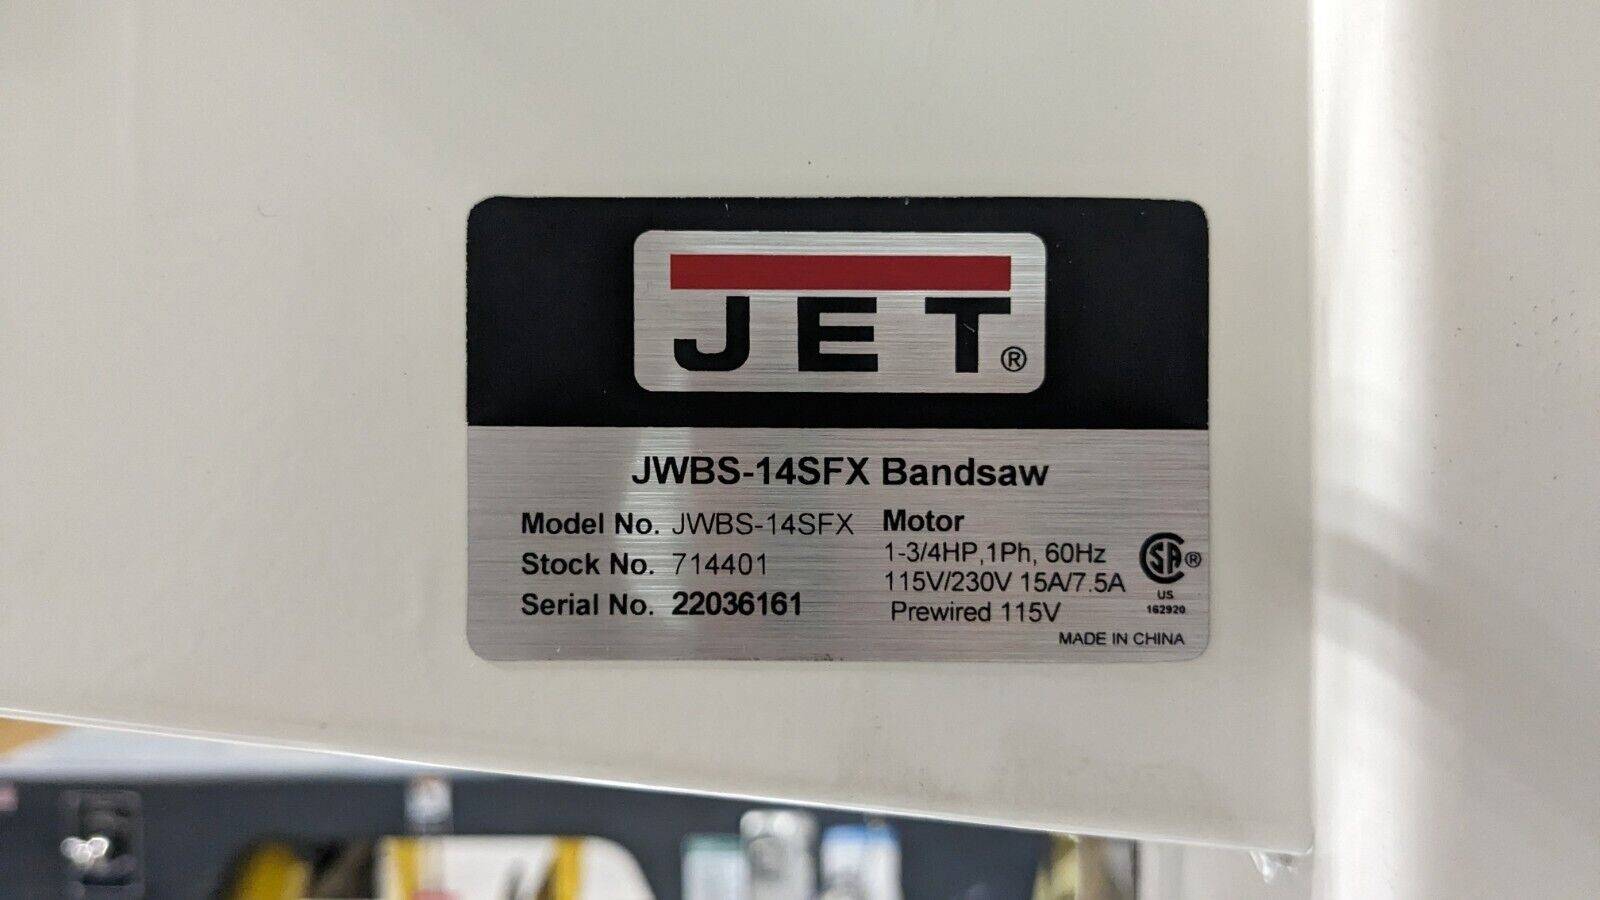 JET®
JWBS-14SFX Bandsaw
Model No. JWBS-14SFX
Stock No. 714401
Serial No. 22036161
Motor
1-3/4HP,1Ph, 60Hz
115V/230V 15A/7.5A
Prewired 115V
SA®
US
162920
MADE IN CHINA